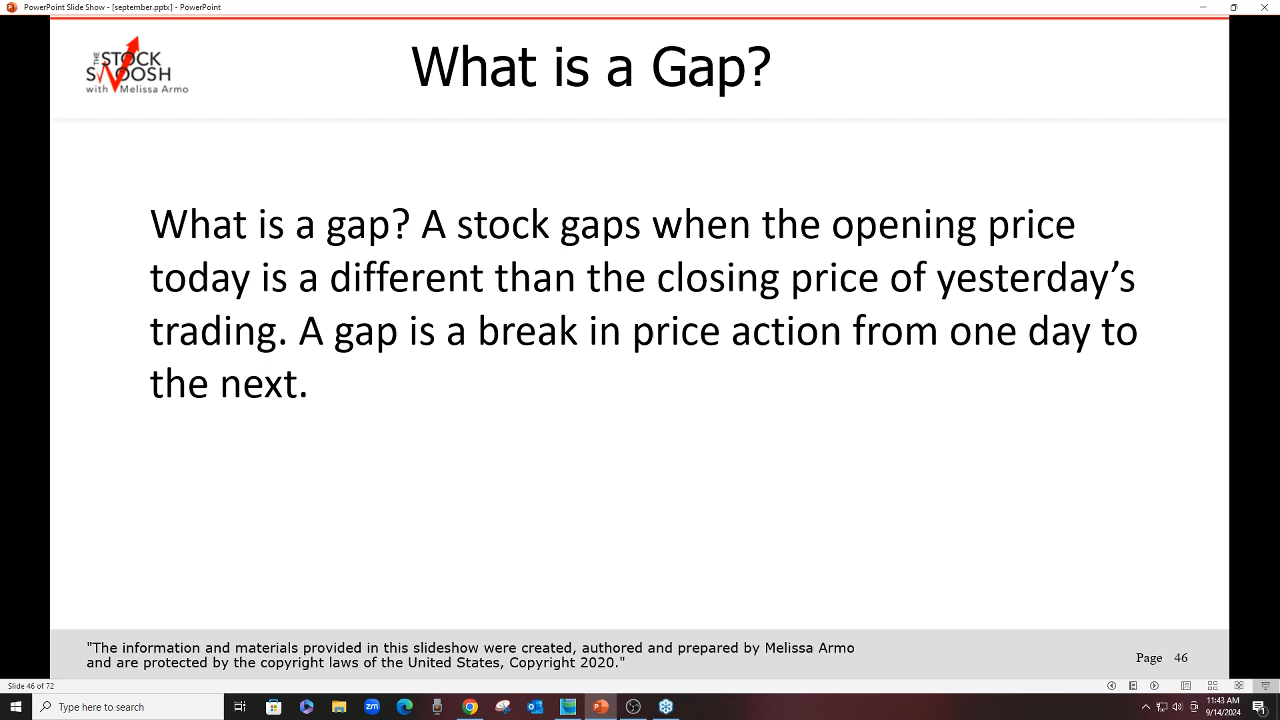 PowerPoint Slide Show - [september.pptx] - PowerPoint
THE
STOCK
SWOOSH
with Melissa Armo
What is a Gap?
What is a gap? A stock gaps when the opening price
today is a different than the closing price of yesterday’s
trading. A gap is a break in price action from one day to
the next.
"The information and materials provided in this slideshow were created, authored and prepared by Melissa Armo
and are protected by the copyright laws of the United States, Copyright 2020."
Page 46
Slide 46 of 72
Type here to search
zm
11:43 AM
9/14/2024